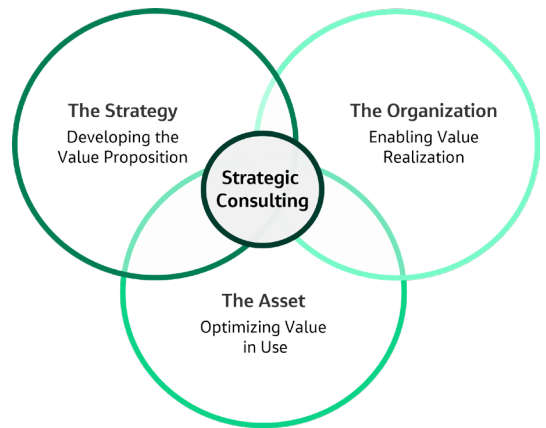 The Strategy
Developing the
Value Proposition
The Organization
Enabling Value
Realization
Strategic
Consulting
The Asset
Optimizing Value
in Use